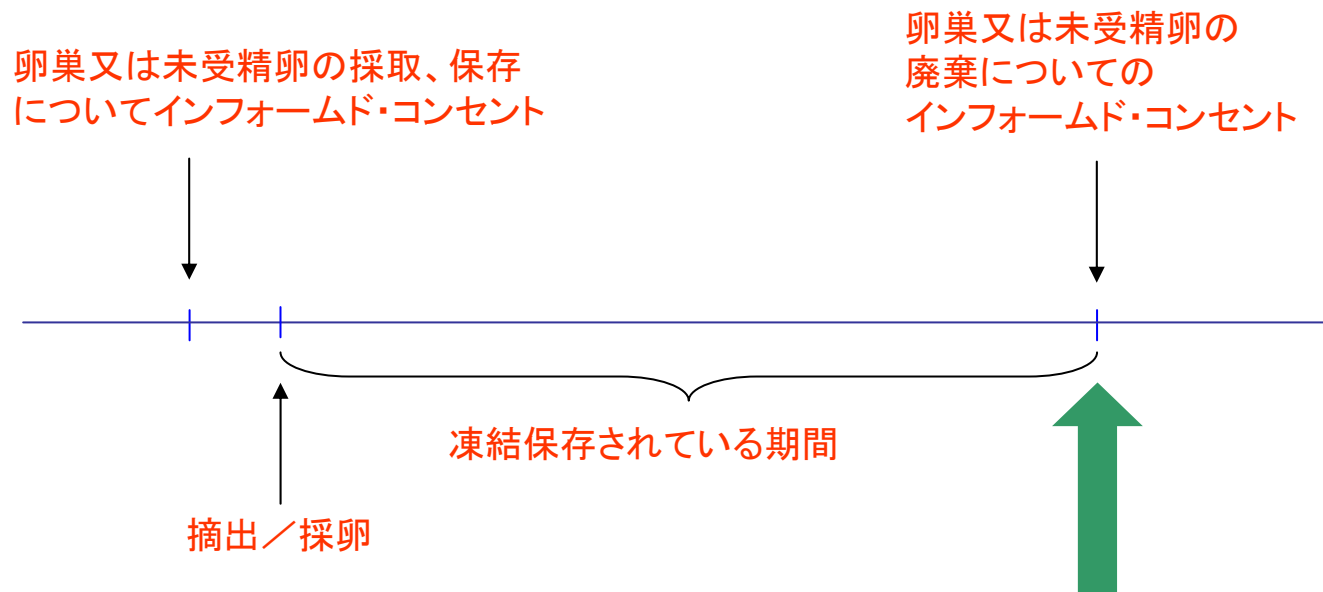 卵巣又は未受精卵の採取、保存
についてインフォームド・コンセント
卵巣又は未受精卵の
廃棄についての
インフォームド・コンセント
凍結保存されている期間
摘出／採卵